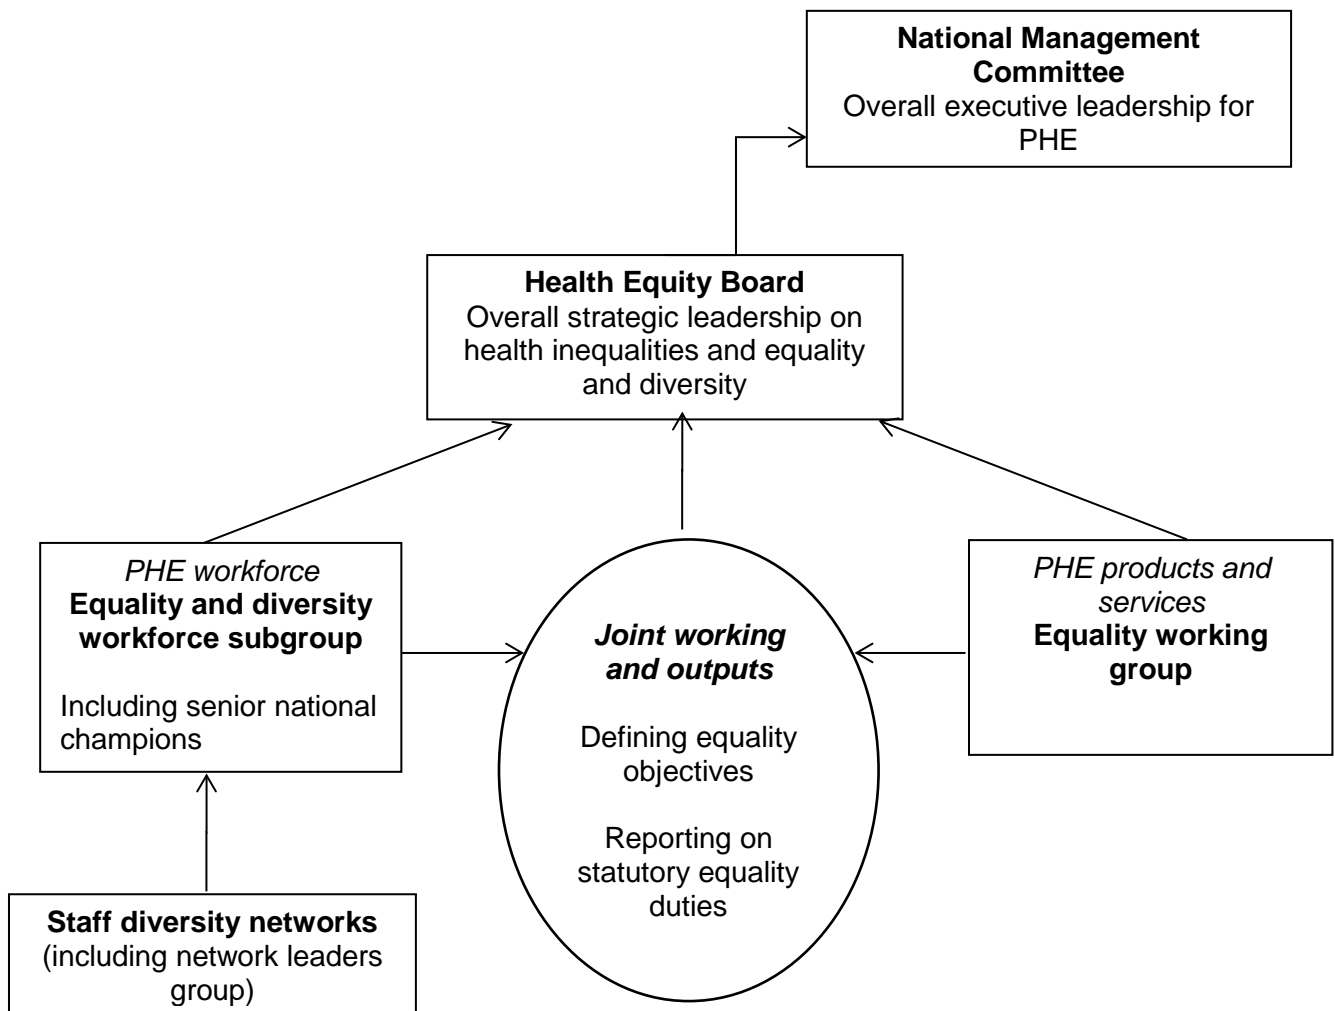 National Management
Committee
Overall executive leadership for
PHE
Health Equity Board
Overall strategic leadership on
health inequalities and equality
and diversity
PHE workforce
Equality and diversity
workforce subgroup
Including senior national
champions
Joint working
and outputs
Defining equality
objectives
Reporting on
statutory equality
duties
PHE products and
services
Equality working
group
Staff diversity networks
(including network leaders
group)